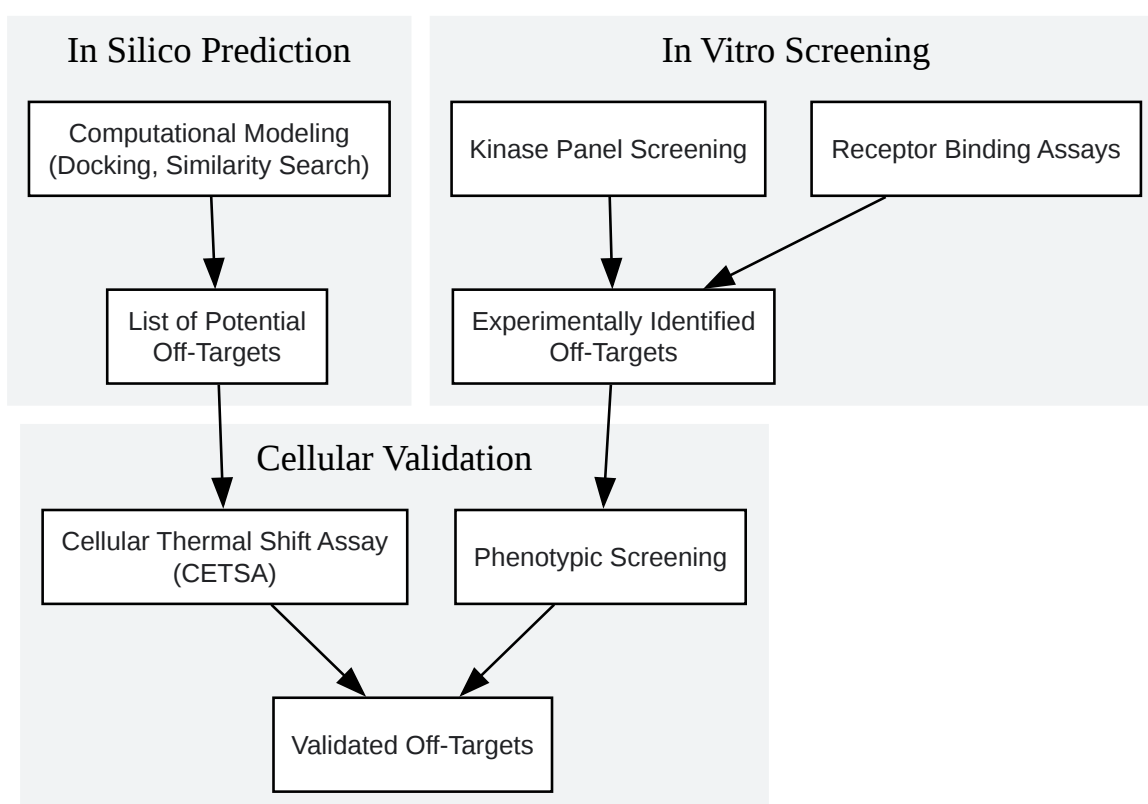 In Silico Prediction
Computational Modeling
(Docking, Similarity Search)
List of Potential
Off-Targets
In Vitro Screening
Kinase Panel Screening
Receptor Binding Assays
Experimentally Identified
Off-Targets
Cellular Validation
Cellular Thermal Shift Assay
(CETSA)
Phenotypic Screening
Validated Off-Targets